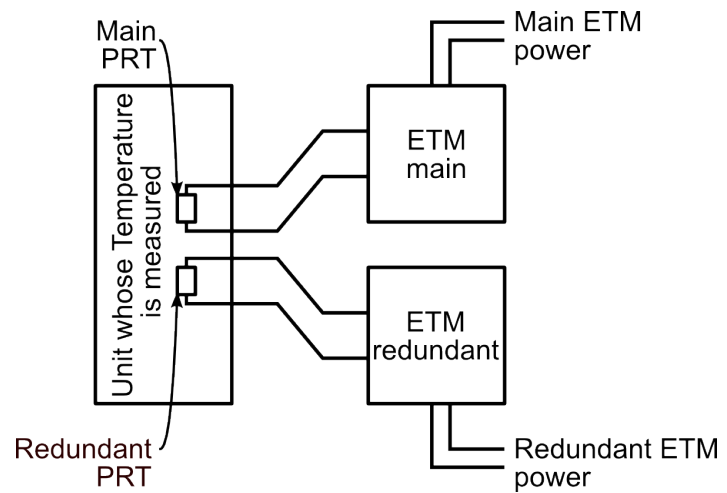 Main
PRT
Main ETM
power
Unit whose Temperature
is measured
ETM
main
ETM
redundant
Redundant
PRT
Redundant ETM
power